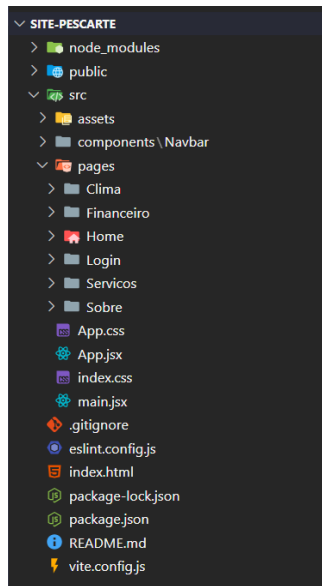 SITE-PESCARTE
node_modules
public
src
assets
components\Navbar
pages
Clima
Financeiro
Home
Login
Servicos
Sobre
App.css
App.jsx
index.css
main.jsx
.gitignore
eslint.config.js
index.html
package-lock.json
package.json
README.md
vite.config.js